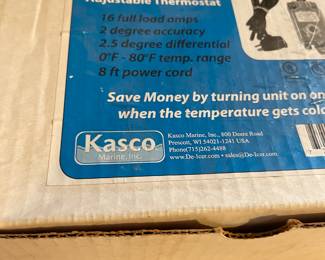 Adjustable Thermostat
16 full load amps
2 degree accuracy
2.5 degree differential
0°F - 80°F temp. range
8 ft power cord
Save Money by turning unit on on
when the temperature gets col
Kasco
Marine, Inc.
Kasco Marine, Inc., 800 Deere Road
Prescott, WI 54021-1241 USA
Phone(715)262-4488
www.De-Icer.com • sales@De-Icer.com